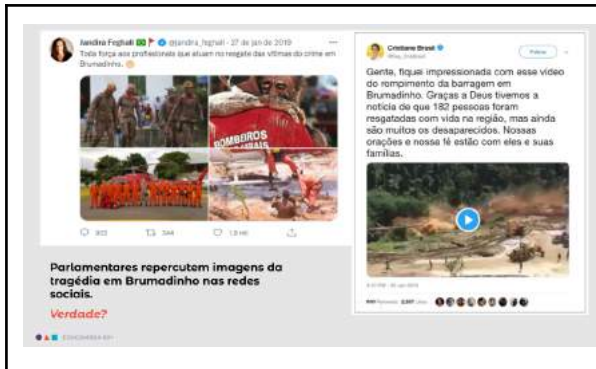 Jandira Feghali @jandira_feghali · 27 de jan de 2019
Toda força aos profissionais que atuam no resgate das vítimas do crime em
Brumadinho.
BOMBEIROS
344
Parlamentares repercutem imagens da
tragédia em Brumadinho nas redes
sociais.
Verdade?
Cristiane Brasil
Gente, fiquei impressionada com esse vídeo
do rompimento da barragem em
Brumadinho. Graças a Deus tivemos a
notícia de que 182 pessoas foram
resgatadas com vida na região, mas ainda
são muitos os desaparecidos. Nossas
orações e nossa fé estão com eles e suas
famílias.